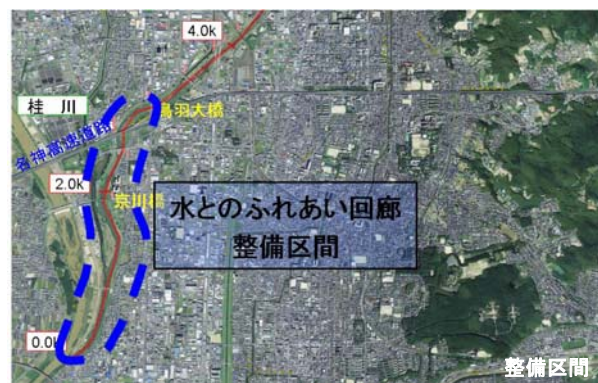 4.0k
桂 川
鳥羽大橋
名神高速道路
2.0k
京川橋
水とのふれあい回廊
整備区間
0.0k
整備区間